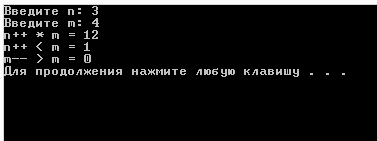 Введите n: 3
Введите m: 4
n++ * m = 12
n++ < m = 1
m-- > m = 0
Для продолжения нажмите любую клавишу . . .